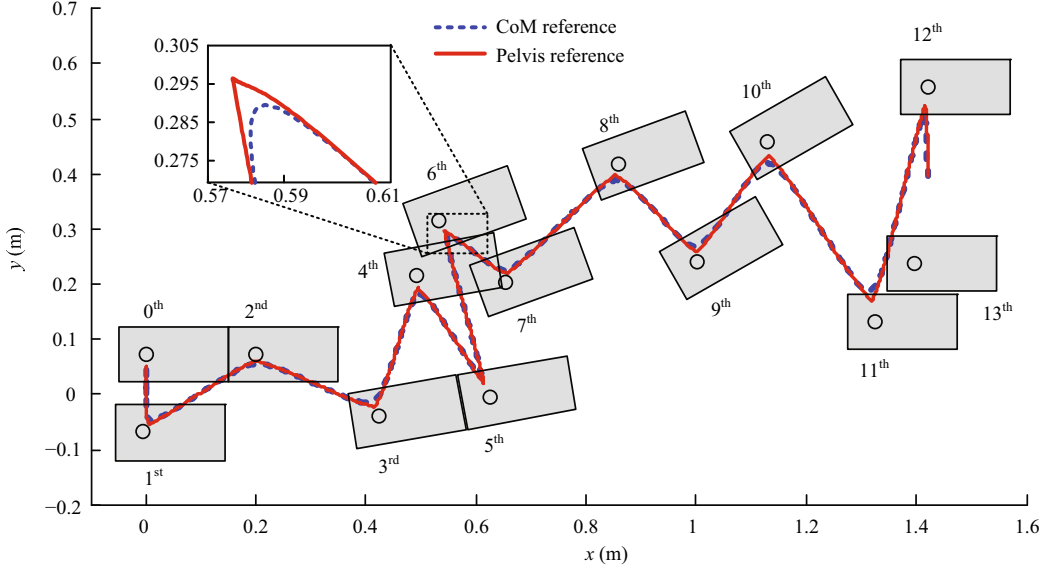 0.7
0.6
0.5
0.4
0.3
0.2
0.1
0
−0.1
−0.2
y (m)
0
0.2
0.4
0.6
0.8
1
1.2
1.4
1.6
x (m)
CoM reference
Pelvis reference
0.305
0.295
0.285
0.275
0.57
0.59
0.61
0th
1st
2nd
3rd
4th
5th
6th
7th
8th
9th
10th
11th
12th
13th